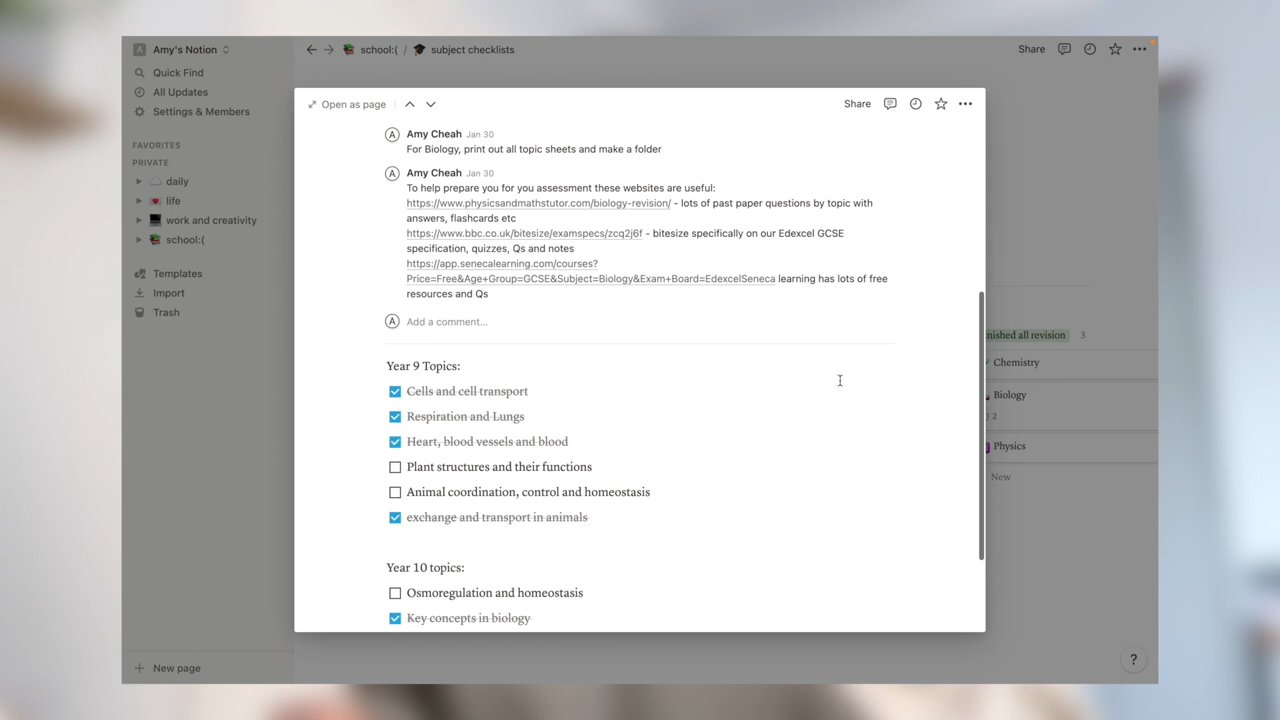 A Amy's Notion
school:( / subject checklists
Share
Quick Find
All Updates
Settings & Members
FAVORITES
PRIVATE
daily
life
work and creativity
school:(
Templates
Import
Trash
New page
Open as page
Share
A Amy Cheah Jan 30
For Biology, print out all topic sheets and make a folder
A Amy Cheah Jan 30
To help prepare you for you assessment these websites are useful:
https://www.physicsandmathstutor.com/biology-revision/ - lots of past paper questions by topic with
answers, flashcards etc
https://www.bbc.co.uk/bitesize/examspecs/zcq2j6f - bitesize specifically on our Edexcel GCSE
specification, quizzes, Qs and notes
https://app.senecalearning.com/courses?
Price=Free&Age+Group=GCSE&Subject=Biology&Exam+Board=EdexcelSeneca learning has lots of free
resources and Qs
A Add a comment...
Year 9 Topics:
Cells and cell transport
Respiration and Lungs
Heart, blood vessels and blood
Plant structures and their functions
Animal coordination, control and homeostasis
exchange and transport in animals
Year 10 topics:
Osmoregulation and homeostasis
Key concepts in biology
nished all revision 3
Chemistry
Biology
2
Physics
New
?